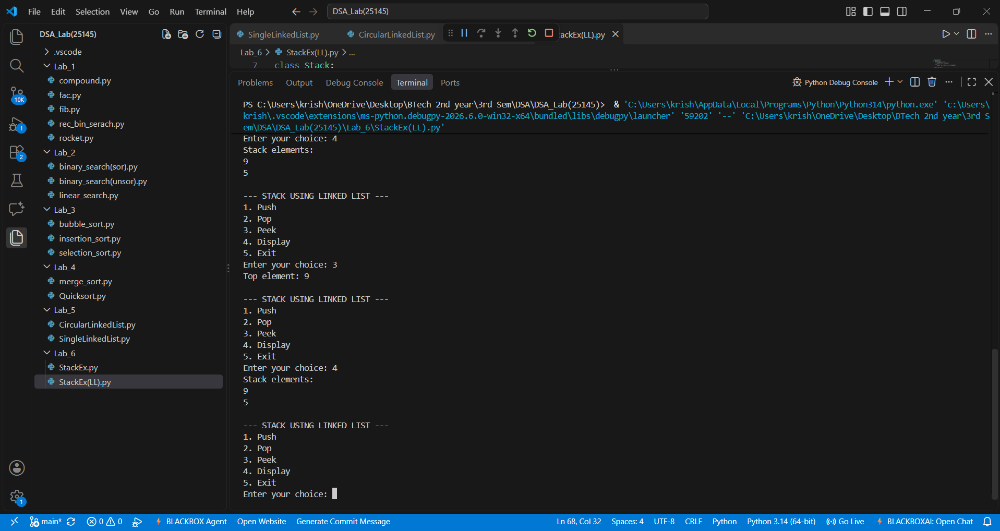 File Edit Selection View Go Run Terminal Help
DSA_Lab(25145)
DSA_Lab(25145)
.vscode
Lab_1
compound.py
fac.py
fib.py
rec_bin_serach.py
rocket.py
Lab_2
binary_search(sor).py
binary_search(unsor).py
linear_search.py
Lab_3
bubble_sort.py
insertion_sort.py
selection_sort.py
Lab_4
merge_sort.py
Quicksort.py
Lab_5
CircularLinkedList.py
SingleLinkedList.py
Lab_6
StackEx.py
StackEx(LL).py
10K
1
2
1
SingleLinkedList.py CircularLinkedList.py tackEx(LL).py
Lab_6 > StackEx(LL).py > ...
7 class Stack:
Problems Output Debug Console Terminal Ports
Python Debug Console
PS C:\Users\krish\OneDrive\Desktop\BTech 2nd year\3rd Sem\DSA\DSA_Lab(25145)> & 'C:\Users\krish\AppData\Local\Programs\Python\Python314\python.exe' 'c:\Users\
krish\.vscode\extensions\ms-python.debugpy-2026.6.0-win32-x64\bundled\libs\debugpy\launcher' '59202' '--' 'C:\Users\krish\OneDrive\Desktop\BTech 2nd year\3rd S
em\DSA\DSA_Lab(25145)\Lab_6\StackEx(LL).py'
Enter your choice: 4
Stack elements:
9
5
--- STACK USING LINKED LIST ---
1. Push
2. Pop
3. Peek
4. Display
5. Exit
Enter your choice: 3
Top element: 9
--- STACK USING LINKED LIST ---
1. Push
2. Pop
3. Peek
4. Display
5. Exit
Enter your choice: 4
Stack elements:
9
5
--- STACK USING LINKED LIST ---
1. Push
2. Pop
3. Peek
4. Display
5. Exit
Enter your choice:
main* 0 0 BLACKBOX Agent Open Website Generate Commit Message Ln 68, Col 32 Spaces: 4 UTF-8 CRLF Python Python 3.14 (64-bit) Go Live BLACKBOXAI: Open Chat